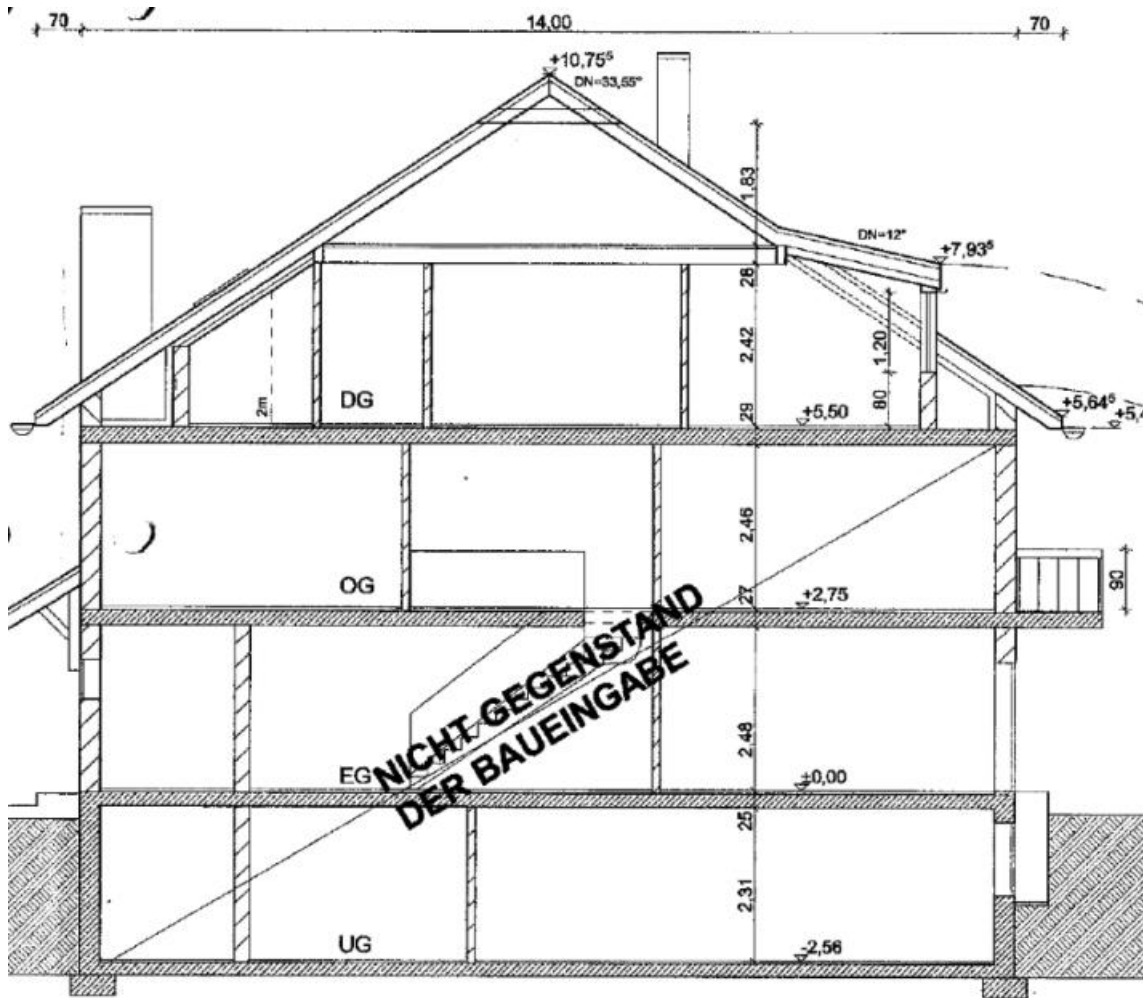 70
14,00
70
+10,75⁵
DN=33,55°
1,83
DN=12°
+7,93⁵
28
2,42
1,20
80
2m
DG
29
+5,50
+5,64⁵
2,46
OG
27
+2,75
90
NICHT GEGENSTAND
DER BAUEINGABE
2,48
EG
±0,00
25
2,31
UG
-2,56